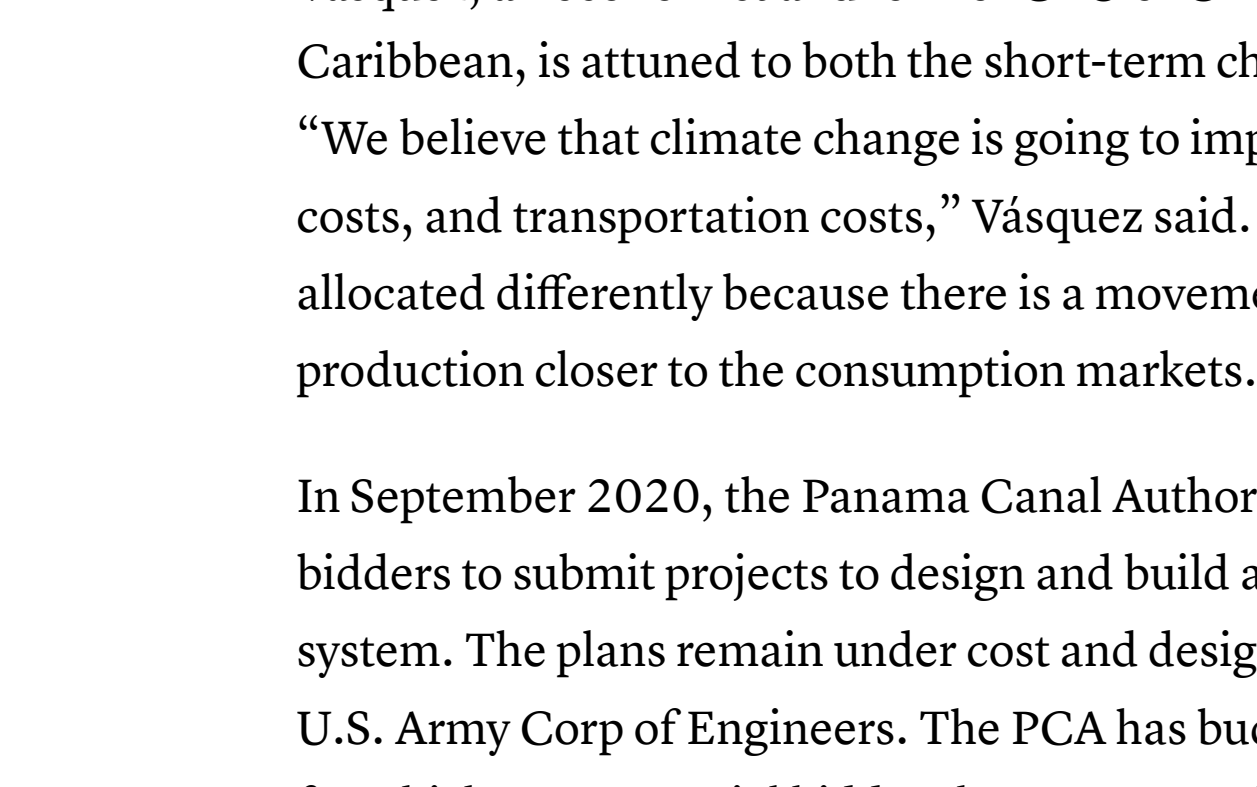 Caribbean, is attuned to both the short-term ch
“We believe that climate change is going to imp
costs, and transportation costs,” Vásquez said.
allocated differently because there is a moveme
production closer to the consumption markets.
In September 2020, the Panama Canal Author
bidders to submit projects to design and build a
system. The plans remain under cost and desig
U.S. Army Corp of Engineers. The PCA has bud